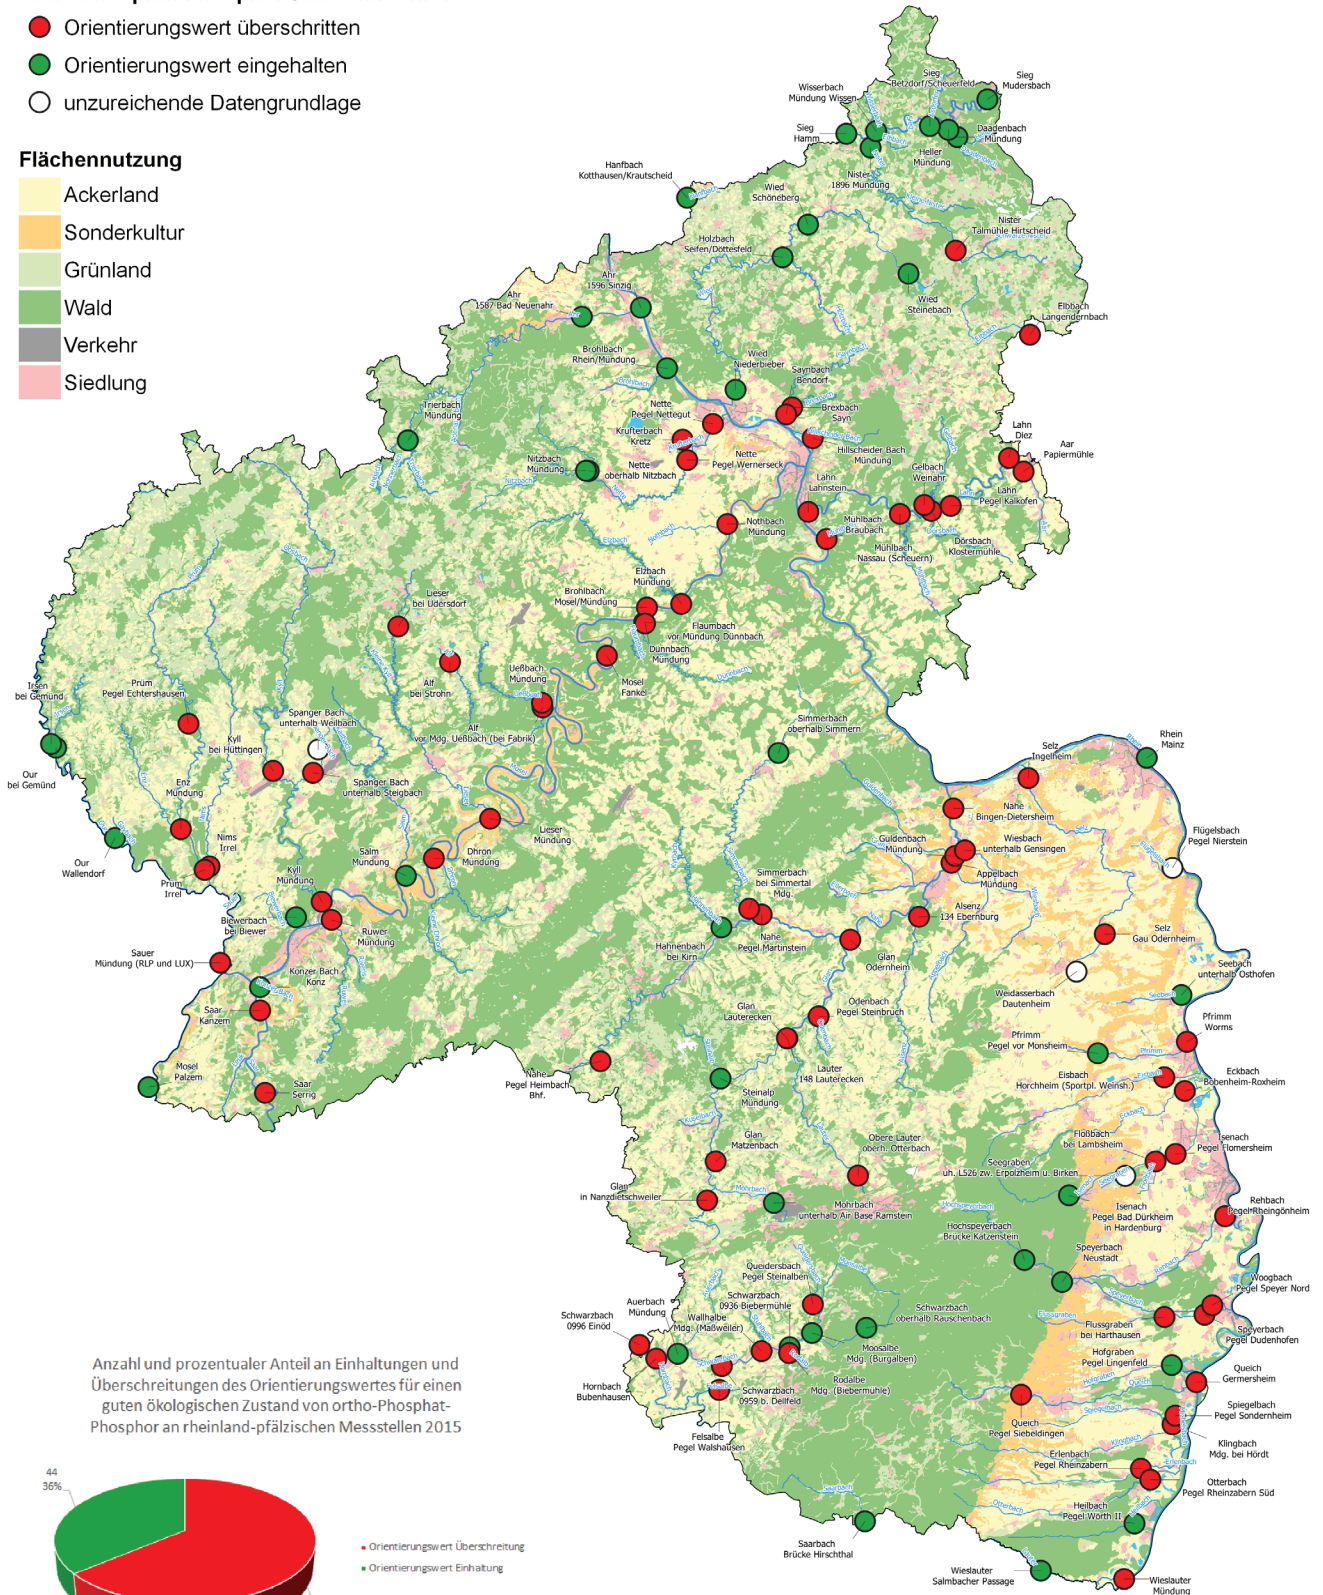 Orientierungswert überschritten
Orientierungswert eingehalten
unzureichende Datengrundlage
Flächennutzung
Ackerland
Sonderkultur
Grünland
Wald
Verkehr
Siedlung
Sieg
Betzdorf/Scheuerfeld
Sieg
Mudersbach
Wisserbach
Mündung Wissen
Sieg
Hamm
Daadenbach
Mündung
Heller
Mündung
Nister
1896 Mündung
Hanfbach
Kotthausen/Krautscheid
Wied
Schöneberg
Nister
Talmühle Hirtscheid
Holzbach
Seifen/Döttesfeld
Wied
Steinebach
Elbbach
Langendernbach
Ahr
1596 Sinzig
Ahr
1587 Bad Neuenahr
Brohlbach
Rhein/Mündung
Wied
Niederbieber
Saynbach
Bendorf
Brexbach
Sayn
Trierbach
Mündung
Nette
Pegel Nettegut
Krufterbach
Kretz
Hillscheider Bach
Mündung
Nette
Pegel Wernerseck
Nitzbach
Mündung
Nette
oberhalb Nitzbach
Lahn
Diez
Aar
Papiermühle
Gelbach
Weinähr
Lahn
Pegel Kalkofen
Lahn
Lahnstein
Mühlbach
Braubach
Nothbach
Mündung
Dörsbach
Klostermühle
Mühlbach
Nassau (Scheuern)
Elzbach
Mündung
Brohlbach
Mosel/Mündung
Flaumbach
vor Mündung Dünnbach
Dünnbach
Mündung
Lieser
bei Üdersdorf
Mosel
Fankel
Alf
bei Strohn
Ueßbach
Mündung
Alf
vor Mdg. Ueßbach (bei Fabrik)
Irsen
bei Gemünd
Prüm
Pegel Echtershausen
Spanger Bach
unterhalb Weilbach
Kyll
bei Hüttingen
Spanger Bach
unterhalb Steigbach
Our
bei Gemünd
Enz
Mündung
Nims
Irrel
Our
Wallendorf
Prüm
Irrel
Kyll
Mündung
Salm
Mündung
Dhron
Mündung
Lieser
Mündung
Biewerbach
bei Biewer
Ruwer
Mündung
Sauer
Mündung (RLP und LUX)
Konzer Bach
Konz
Saar
Kanzem
Mosel
Palzem
Saar
Serrig
Simmerbach
oberhalb Simmern
Selz
Ingelheim
Rhein
Mainz
Nahe
Bingen-Dietersheim
Guldenbach
Mündung
Wiesbach
unterhalb Gensingen
Appelbach
Mündung
Flügelsbach
Pegel Nierstein
Simmerbach
bei Simmertal
Mdg.
Nahe
Pegel Martinstein
Hahnenbach
bei Kirn
Alsenz
134 Ebernburg
Glan
Odernheim
Selz
Gau Odernheim
Weidasserbach
Dautenheim
Seebach
unterhalb Osthofen
Glan
Lauterecken
Odenbach
Pegel Steinbruch
Pfrimm
Worms
Pfrimm
Pegel vor Monsheim
Nahe
Pegel Heimbach
Bhf.
Lauter
148 Lauterecken
Steinalp
Mündung
Eisbach
Horchheim (Sportpl. Weinsh.)
Eckbach
Bobenheim-Roxheim
Glan
Matzenbach
Obere Lauter
oberh. Otterbach
Floßbach
bei Lambsheim
Isenach
Pegel Flomersheim
Seegraben
uh. L526 zw. Erpolzheim u. Birken
Glan
in Nanzdietschweiler
Mohrbach
unterhalb Air Base Ramstein
Isenach
Pegel Bad Dürkheim
in Hardenburg
Rehbach
Pegel Rheingönheim
Hochspeyerbach
Brücke Katzenstein
Speyerbach
Neustadt
Queidersbach
Pegel Steinalben
Woogbach
Pegel Speyer Nord
Auerbach
Mündung
Schwarzbach
0996 Einöd
Wallhalbe
Mdg. (Maßweiler)
Schwarzbach
0936 Biebermühle
Schwarzbach
oberhalb Rauschenbach
Flussgraben
bei Harthausen
Speyerbach
Pegel Dudenhofen
Moosalbe
Mdg. (Burgalben)
Hofgraben
Pegel Lingenfeld
Rodalbe
Mdg. (Biebermühle)
Queich
Germersheim
Hornbach
Bubenhausen
Schwarzbach
0959 b. Dellfeld
Queich
Pegel Siebeldingen
Spiegelbach
Pegel Sondernheim
Felsalbe
Pegel Walshausen
Klingbach
Mdg. bei Hördt
Erlenbach
Pegel Rheinzabern
Otterbach
Pegel Rheinzabern Süd
Heilbach
Pegel Wörth II
Saarbach
Brücke Hirschthal
Wieslauter
Salmbacher Passage
Wieslauter
Mündung
Anzahl und prozentualer Anteil an Einhaltungen und
Überschreitungen des Orientierungswertes für einen
guten ökologischen Zustand von ortho-Phosphat-
Phosphor an rheinland-pfälzischen Messstellen 2015
44
36%
Orientierungswert Überschreitung
Orientierungswert Einhaltung